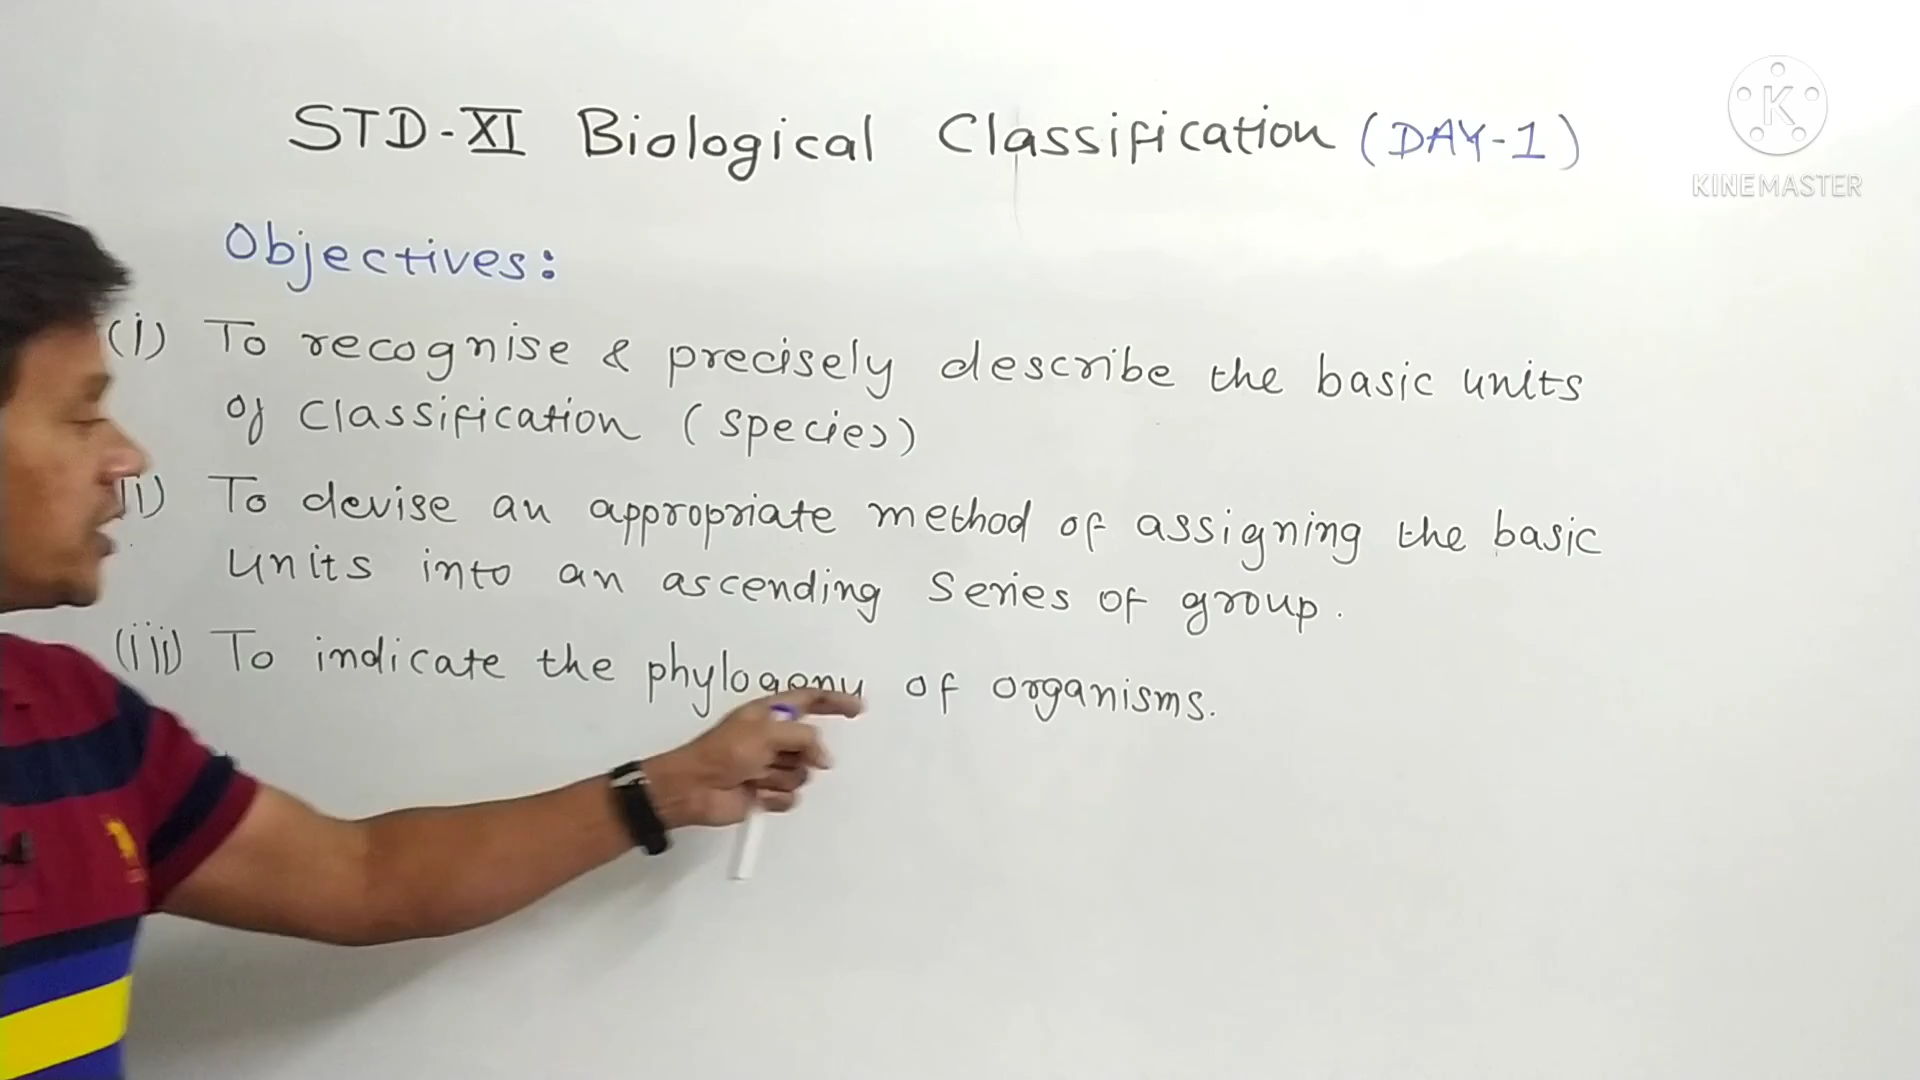 STD-XI Biological Classification (DAY-1)
KINEMASTER
Objectives:
(i) To recognise & precisely describe the basic units
of classification (species)
ii) To devise an appropriate method of assigning the basic
units into an ascending series of group.
(iii) To indicate the phylogeny of organisms.